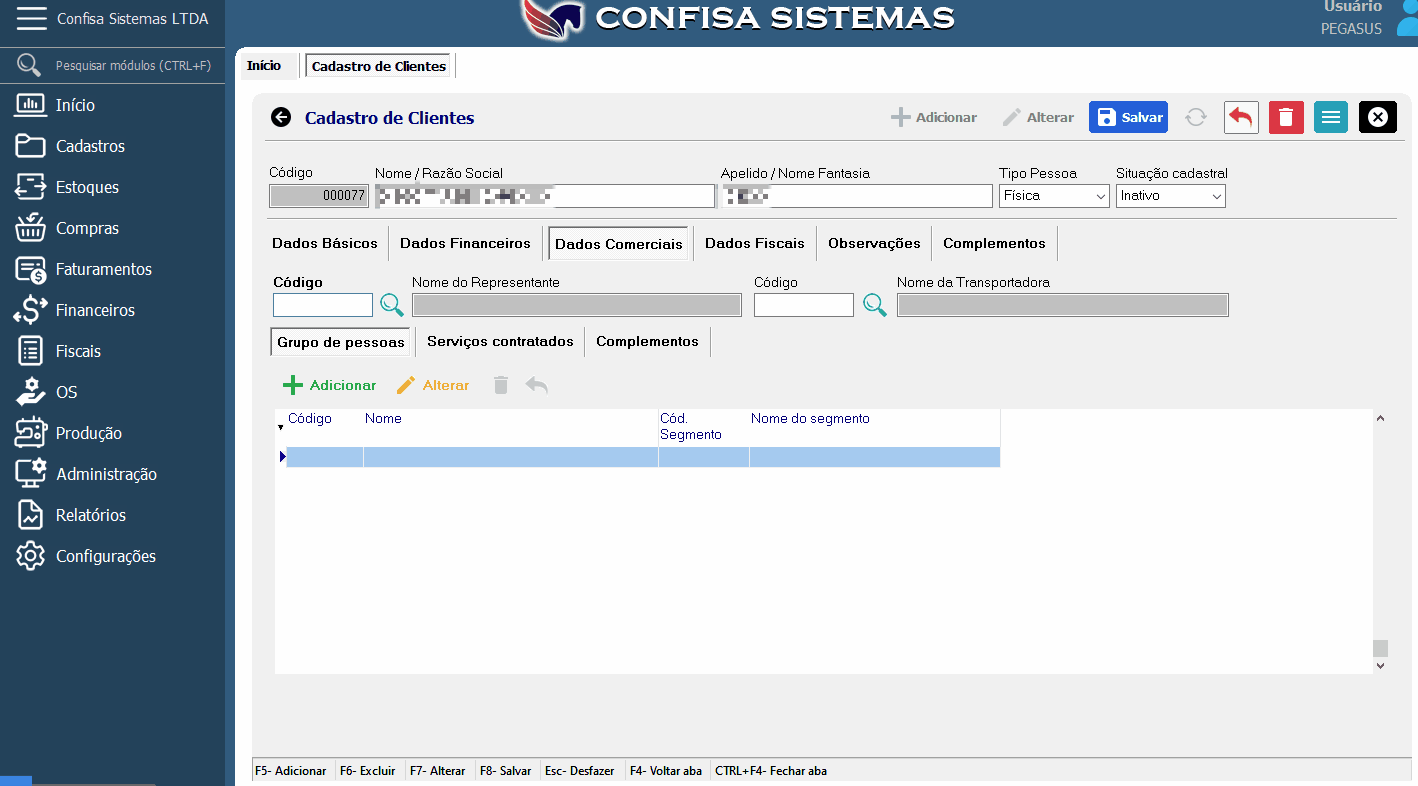 Confisa Sistemas LTDA
CONFISA SISTEMAS
Usuário
PEGASUS
Pesquisar módulos (CTRL+F)
Início
Cadastros
Estoques
Compras
Faturamentos
Financeiros
Fiscais
OS
Produção
Administração
Relatórios
Configurações
Início Cadastro de Clientes
Cadastro de Clientes Adicionar Alterar Salvar
Código Nome / Razão Social Apelido / Nome Fantasia Tipo Pessoa Situação cadastral
000077 Física Inativo
Dados Básicos Dados Financeiros Dados Comerciais Dados Fiscais Observações Complementos
Código Nome do Representante Código Nome da Transportadora
Grupo de pessoas Serviços contratados Complementos
Adicionar Alterar
Código Nome Cód. Segmento Nome do segmento
F5- Adicionar F6- Excluir F7- Alterar F8- Salvar Esc- Desfazer F4- Voltar aba CTRL+F4- Fechar aba